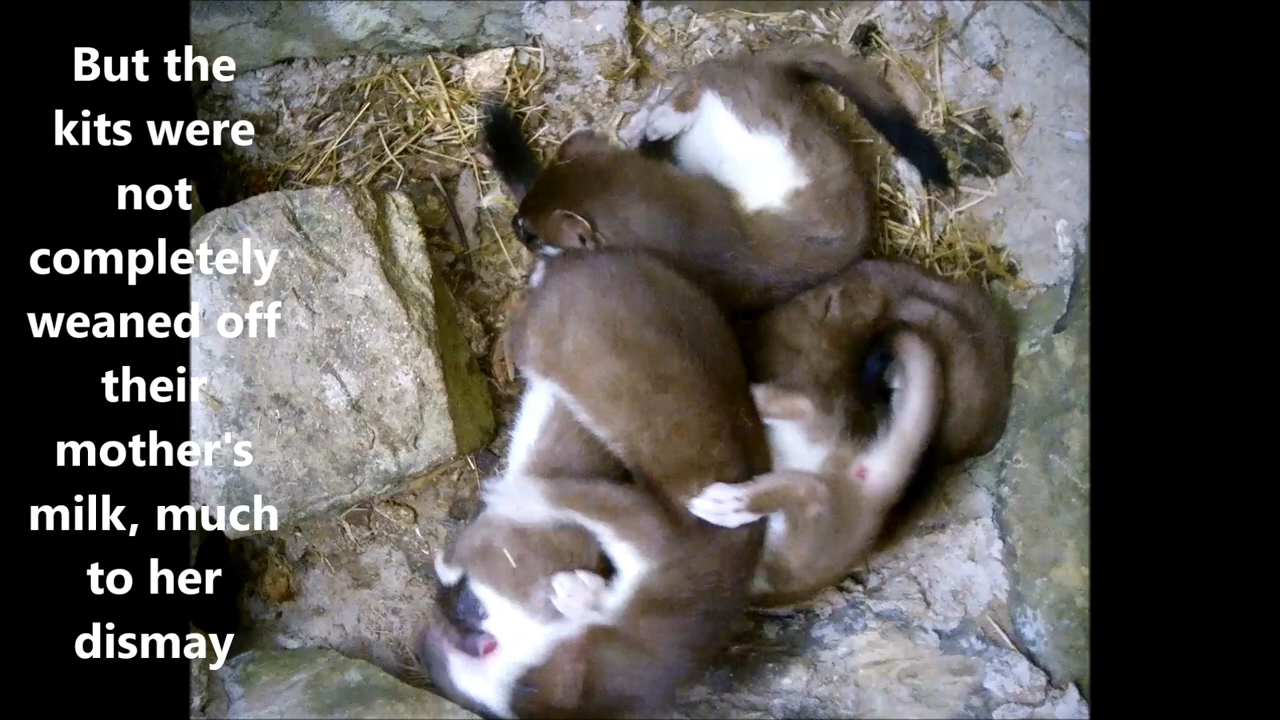 But the
kits were
not
completely
weaned off
their
mother's
milk, much
to her
dismay